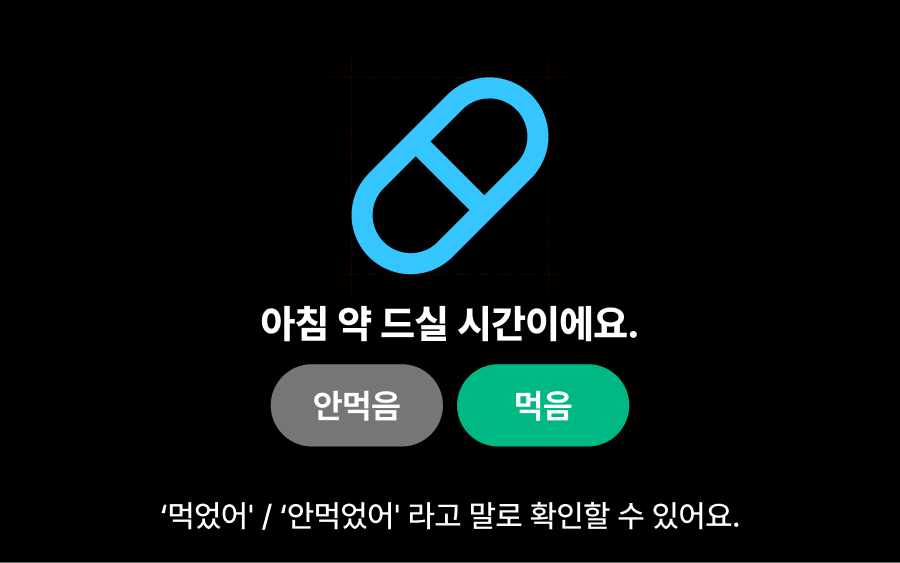 아침 약 드실 시간이에요.
안먹음 먹음
‘먹었어' / ‘안먹었어' 라고 말로 확인할 수 있어요.